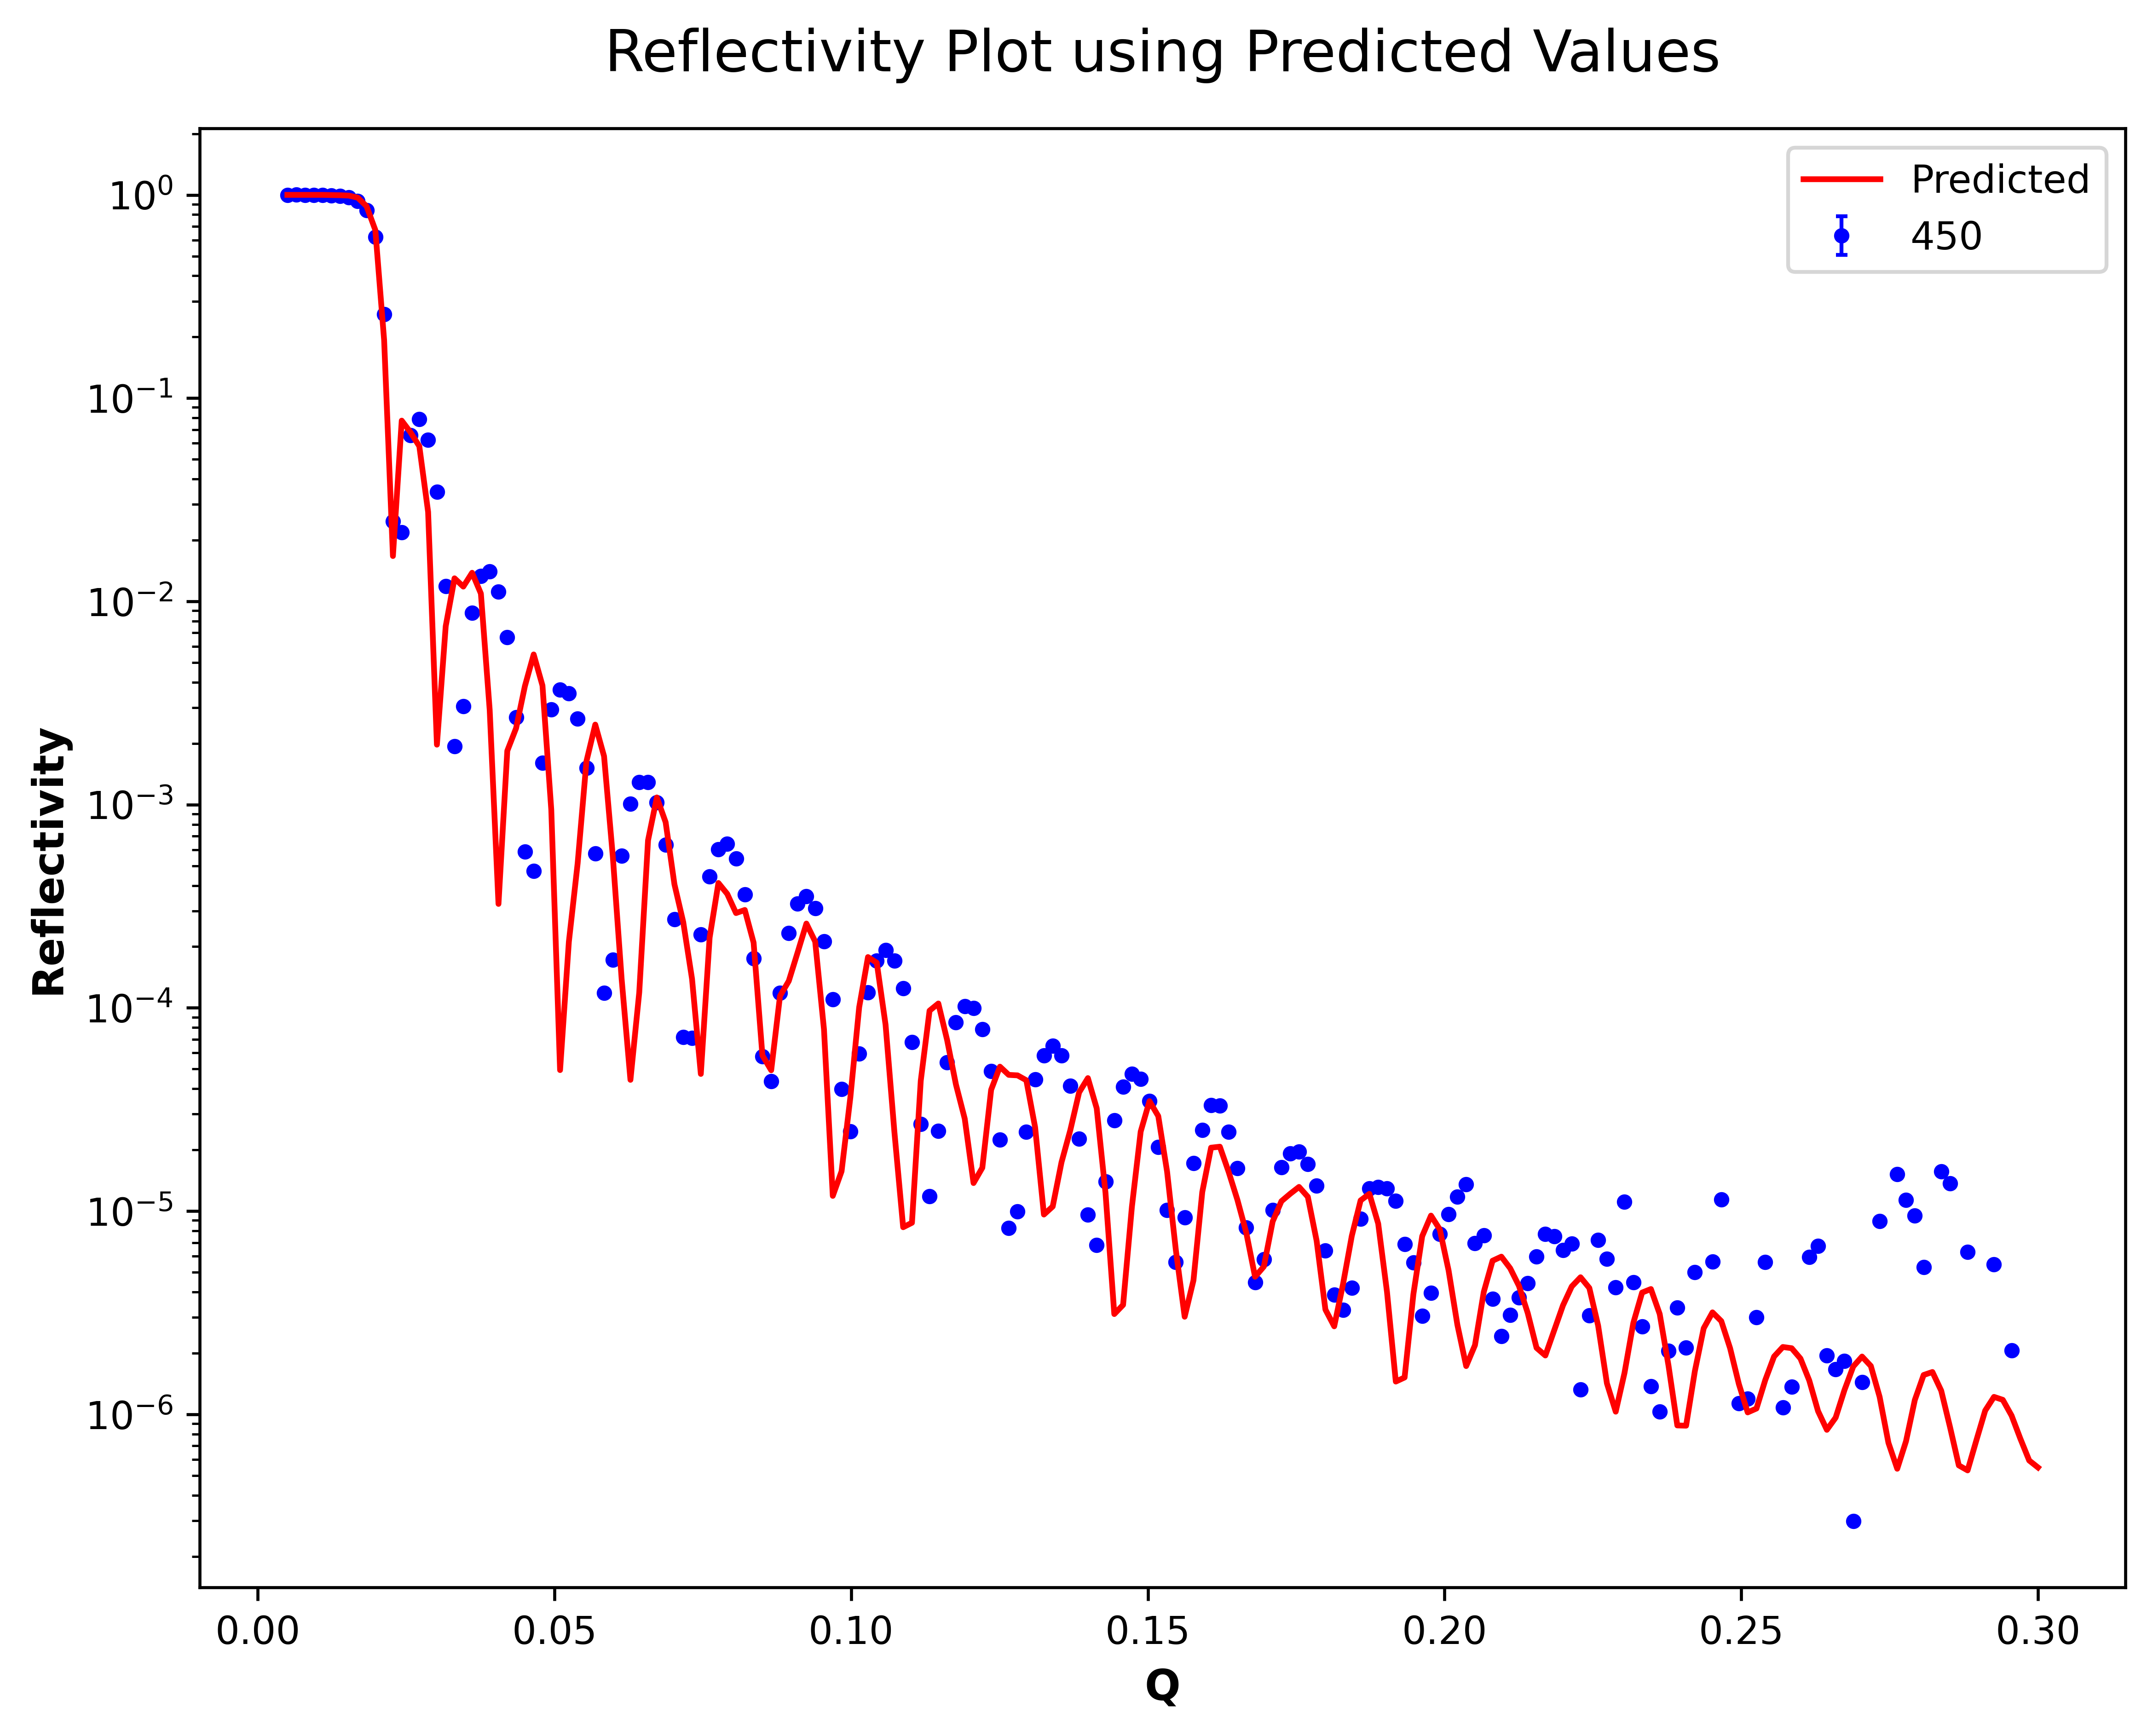 Reflectivity Plot using Predicted Values
Predicted
450
10⁰
10⁻¹
10⁻²
10⁻³
10⁻⁴
10⁻⁵
10⁻⁶
Reflectivity
0.00 0.05 0.10 0.15 0.20 0.25 0.30
Q